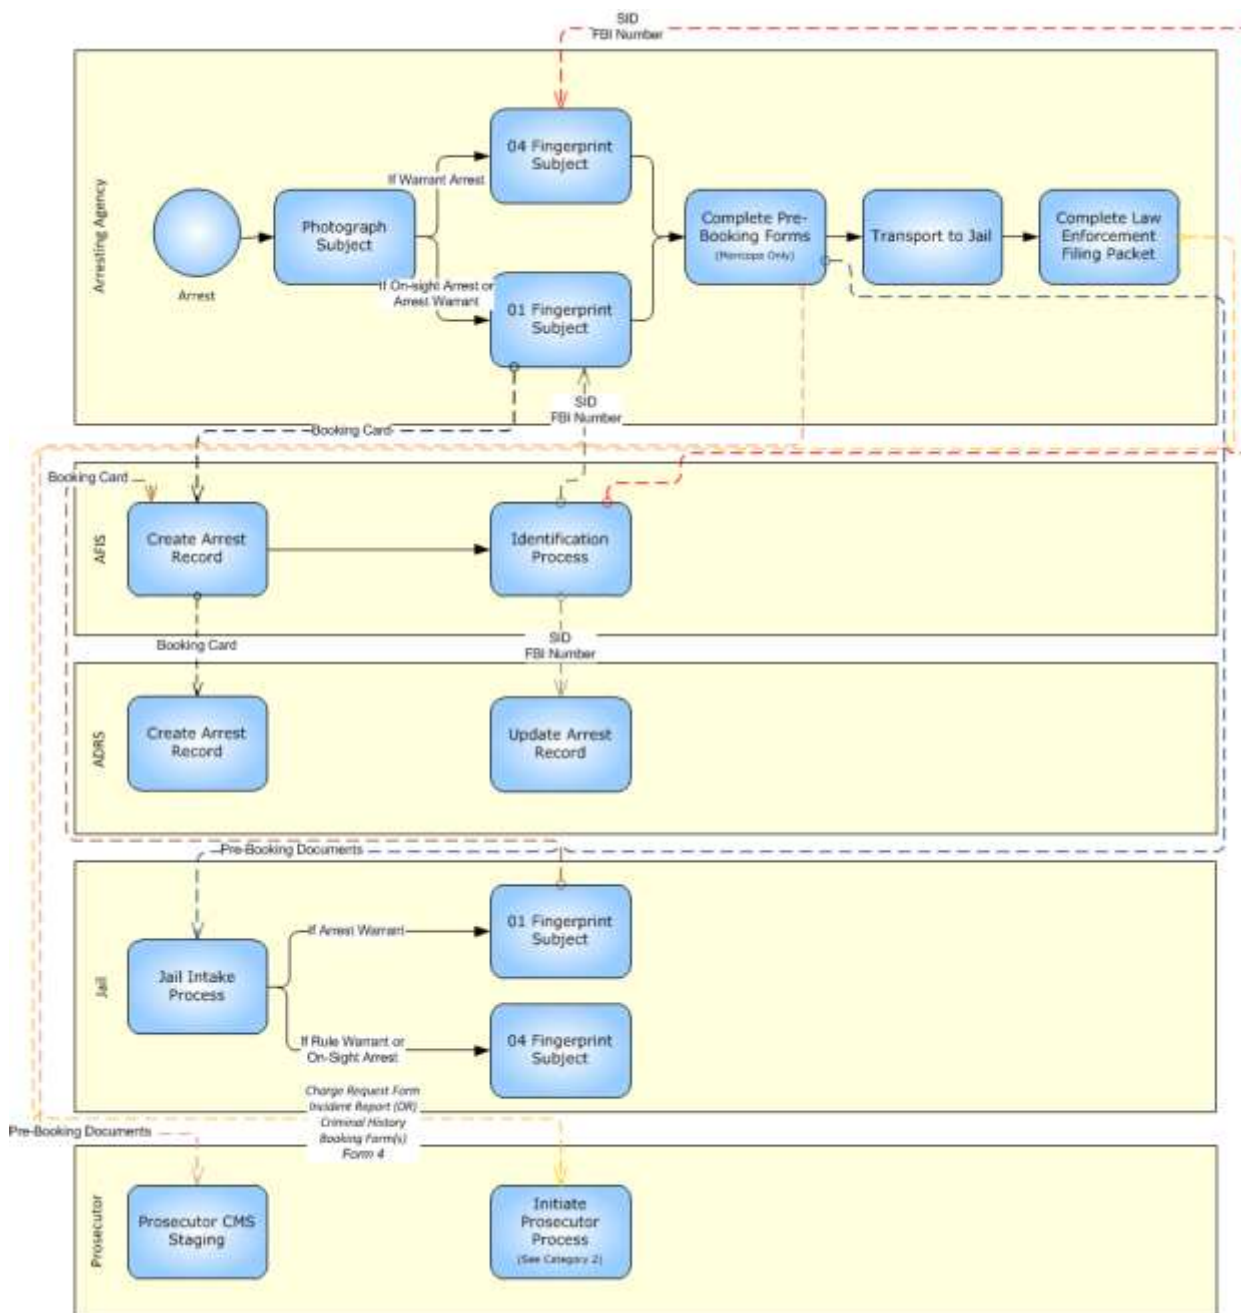 SID
FBI Number
Arresting Agency
Arrest
Photograph
Subject
If Warrant Arrest
04 Fingerprint
Subject
If On-sight Arrest or
Arrest Warrant
01 Fingerprint
Subject
Complete Pre-
Booking Forms
(Maricopa Only)
Transport to Jail
Complete Law
Enforcement
Filing Packet
SID
FBI Number
Booking Card
AFIS
Booking Card
Create Arrest
Record
Identification
Process
Booking Card
SID
FBI Number
ADRS
Create Arrest
Record
Update Arrest
Record
Pre-Booking Documents
Jail
Jail Intake
Process
If Arrest Warrant
01 Fingerprint
Subject
If Rule Warrant or
On-Sight Arrest
04 Fingerprint
Subject
Charge Request Form
Incident Report (DR)
Criminal History
Booking Form(s)
Form 4
Pre-Booking Documents
Prosecutor
Prosecutor CMS
Staging
Initiate
Prosecutor
Process
(See Category 2)